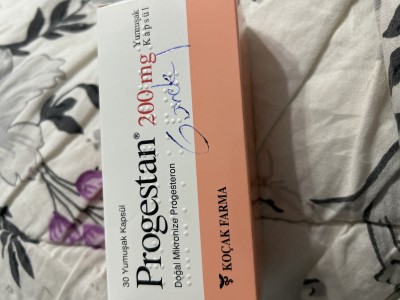 30 Yumuşak Kapsül
Progestan® 200 mg
Yumuşak
Kapsül
Doğal Mikronize Progesteron
KOÇAK FARMA